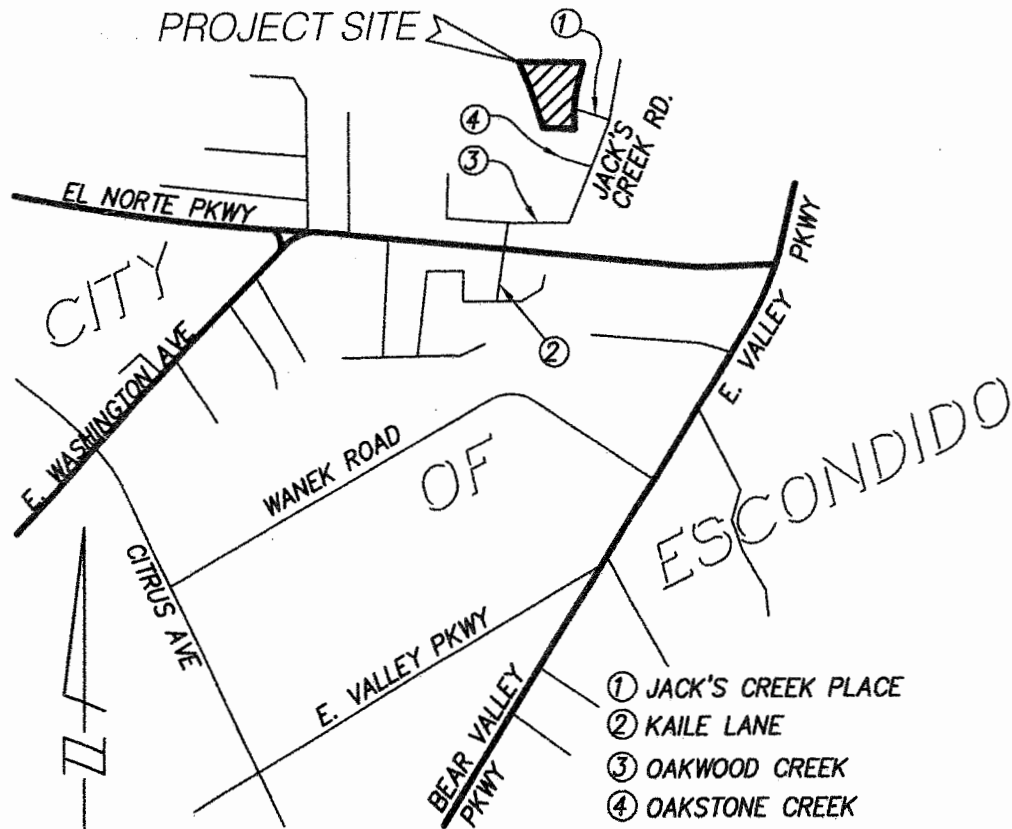 PROJECT SITE
①
④
③
JACK'S
CREEK RD.
EL NORTE PKWY
PKWY
CITY
②
E. VALLEY
E. WASHINGTON AVE.
WANEK ROAD
OF
ESCONDIDO
CITRUS AVE
E. VALLEY PKWY
BEAR VALLEY
PKWY
N
① JACK'S CREEK PLACE
② KAILE LANE
③ OAKWOOD CREEK
④ OAKSTONE CREEK